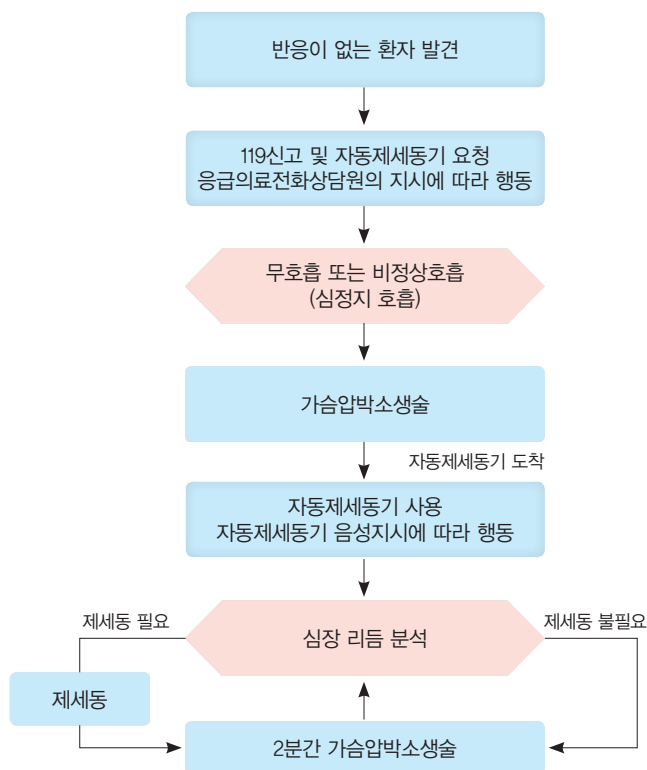 반응이 없는 환자 발견
119신고 및 자동제세동기 요청
응급의료전화상담원의 지시에 따라 행동
무호흡 또는 비정상호흡
(심정지 호흡)
가슴압박소생술
자동제세동기 도착
자동제세동기 사용
자동제세동기 음성지시에 따라 행동
제세동 필요
심장 리듬 분석
제세동 불필요
제세동
2분간 가슴압박소생술